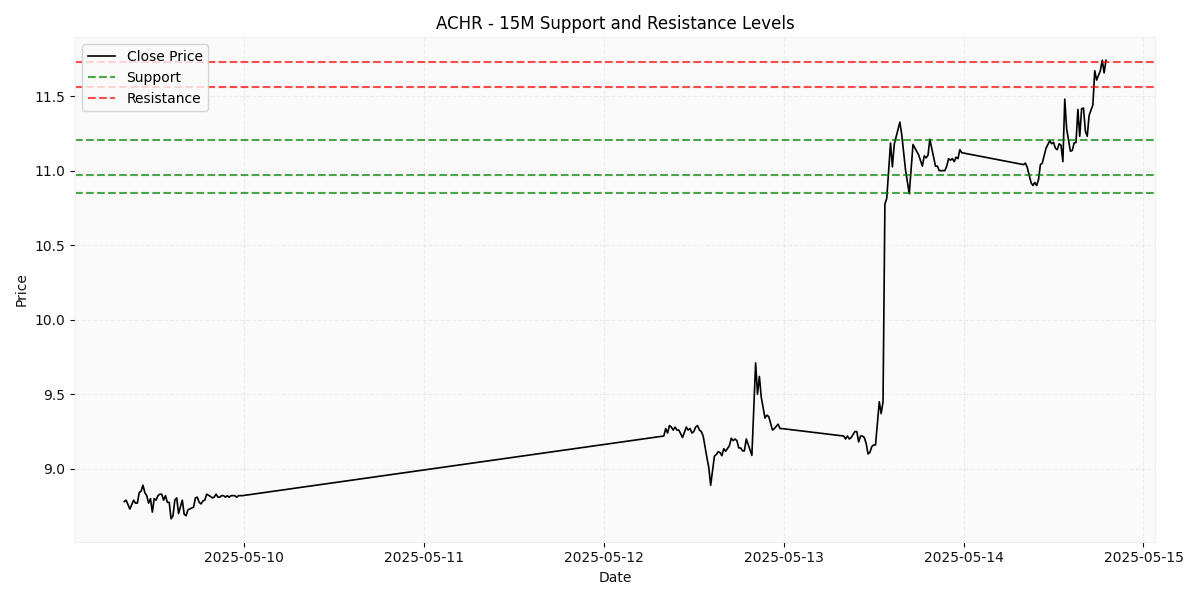 ACHR - 15M Support and Resistance Levels
Close Price
Support
Resistance
Price
11.5
11.0
10.5
10.0
9.5
9.0
2025-05-10
2025-05-11
2025-05-12
2025-05-13
2025-05-14
2025-05-15
Date